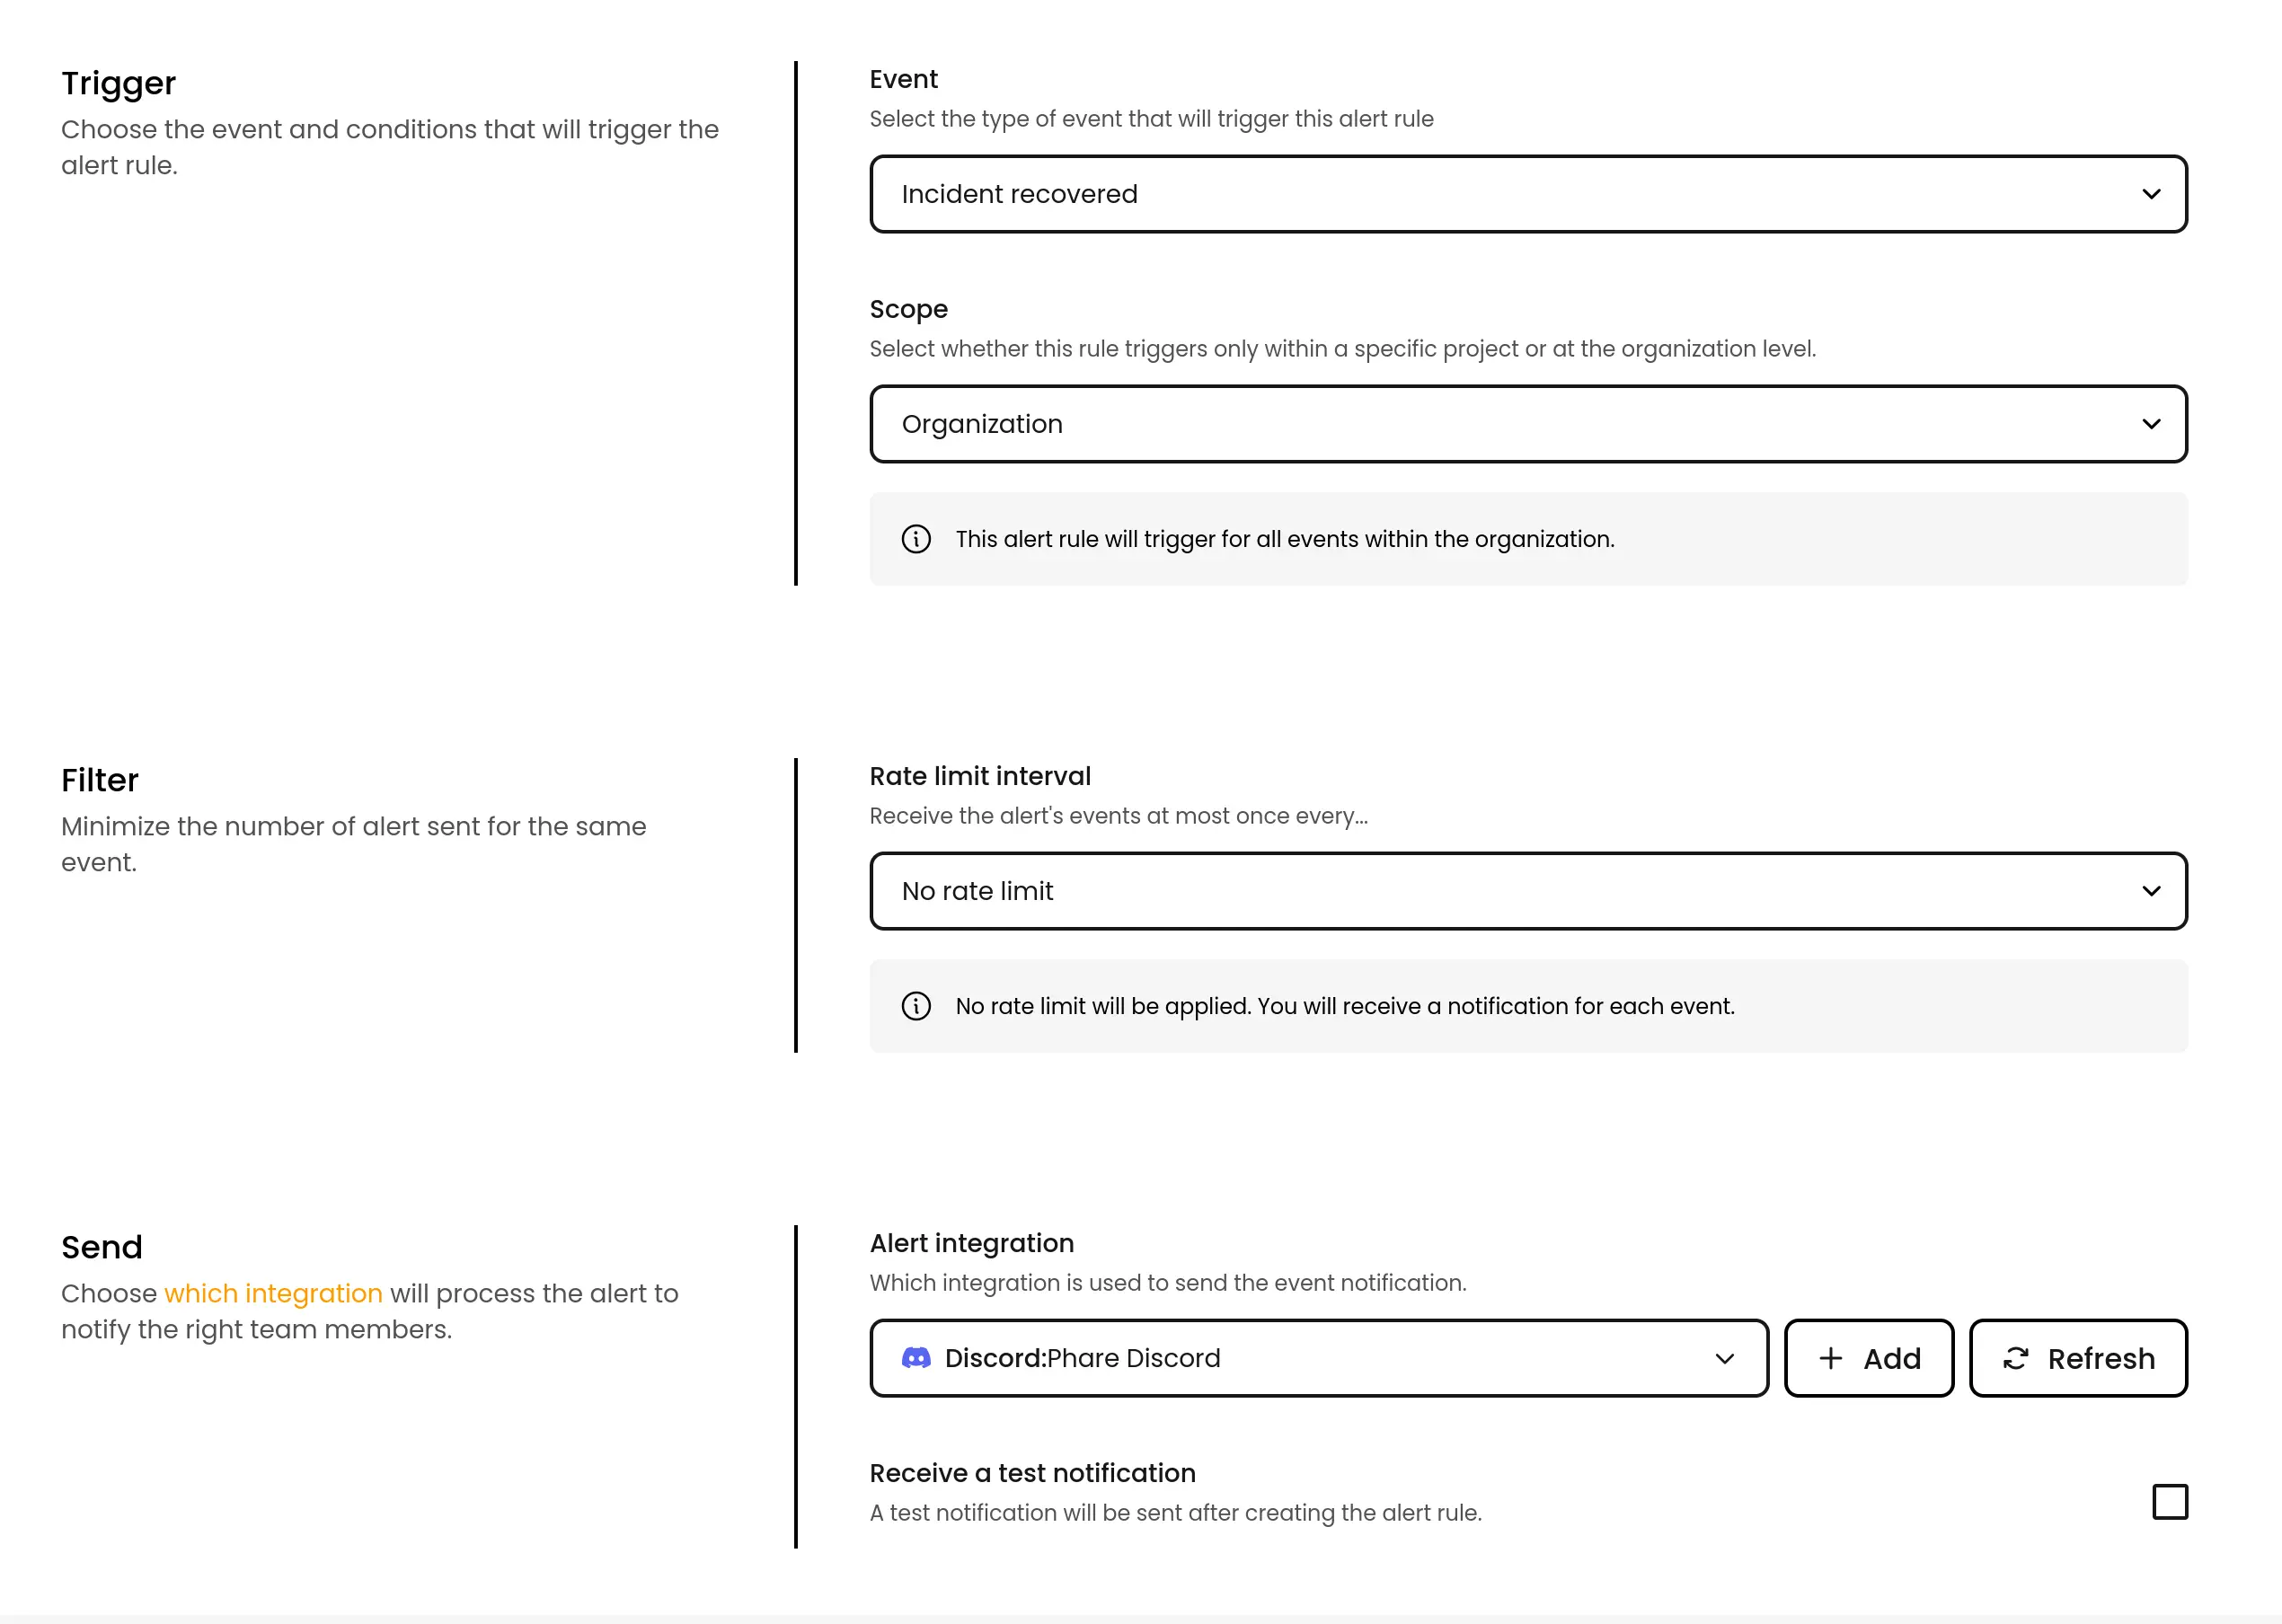 Trigger
Choose the event and conditions that will trigger the
alert rule.
Event
Select the type of event that will trigger this alert rule
Incident recovered
Scope
Select whether this rule triggers only within a specific project or at the organization level.
Organization
This alert rule will trigger for all events within the organization.
Filter
Minimize the number of alert sent for the same
event.
Rate limit interval
Receive the alert's events at most once every...
No rate limit
No rate limit will be applied. You will receive a notification for each event.
Send
Choose which integration will process the alert to
notify the right team members.
Alert integration
Which integration is used to send the event notification.
Discord:Phare Discord
Add
Refresh
Receive a test notification
A test notification will be sent after creating the alert rule.